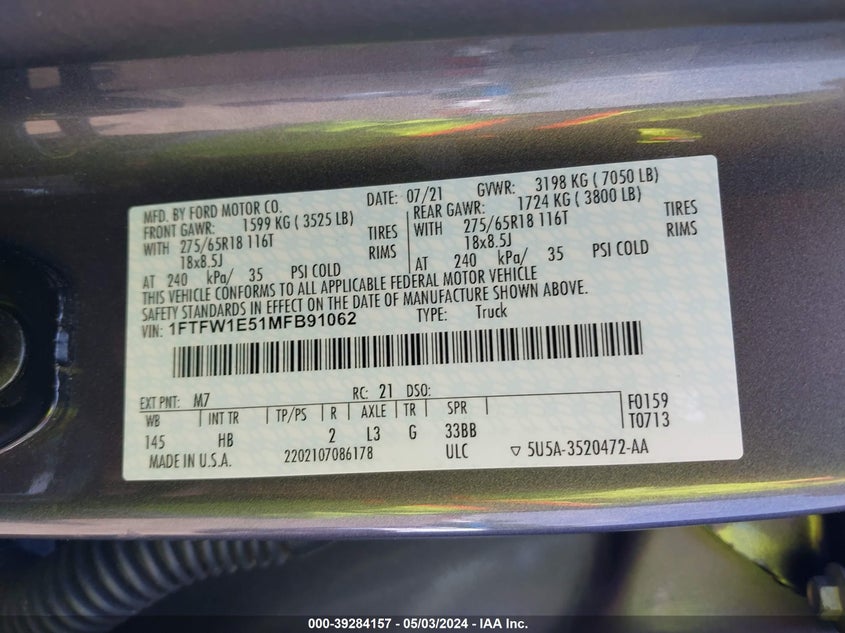 MFD. BY FORD MOTOR CO. DATE: 07/21 GVWR: 3198 KG ( 7050 LB)
FRONT GAWR: 1599 KG ( 3525 LB) REAR GAWR: 1724 KG ( 3800 LB)
WITH 275/65R18 116T TIRES WITH 275/65R18 116T TIRES
18x8.5J RIMS 18x8.5J RIMS
AT 240 kPa/ 35 PSI COLD AT 240 kPa/ 35 PSI COLD
THIS VEHICLE CONFORMS TO ALL APPLICABLE FEDERAL MOTOR VEHICLE
SAFETY STANDARDS IN EFFECT ON THE DATE OF MANUFACTURE SHOWN ABOVE.
VIN: 1FTFW1E51MFB91062 TYPE: Truck
EXT PNT: M7 RC: 21 DSO:
WB INT TR TP/PS R AXLE TR SPR F0159
145 HB 2 L3 G 33BB T0713
MADE IN U.S.A. 2202107086178 ULC ▽ 5U5A-3520472-AA
000-39284157 - 05/03/2024 - IAA Inc.